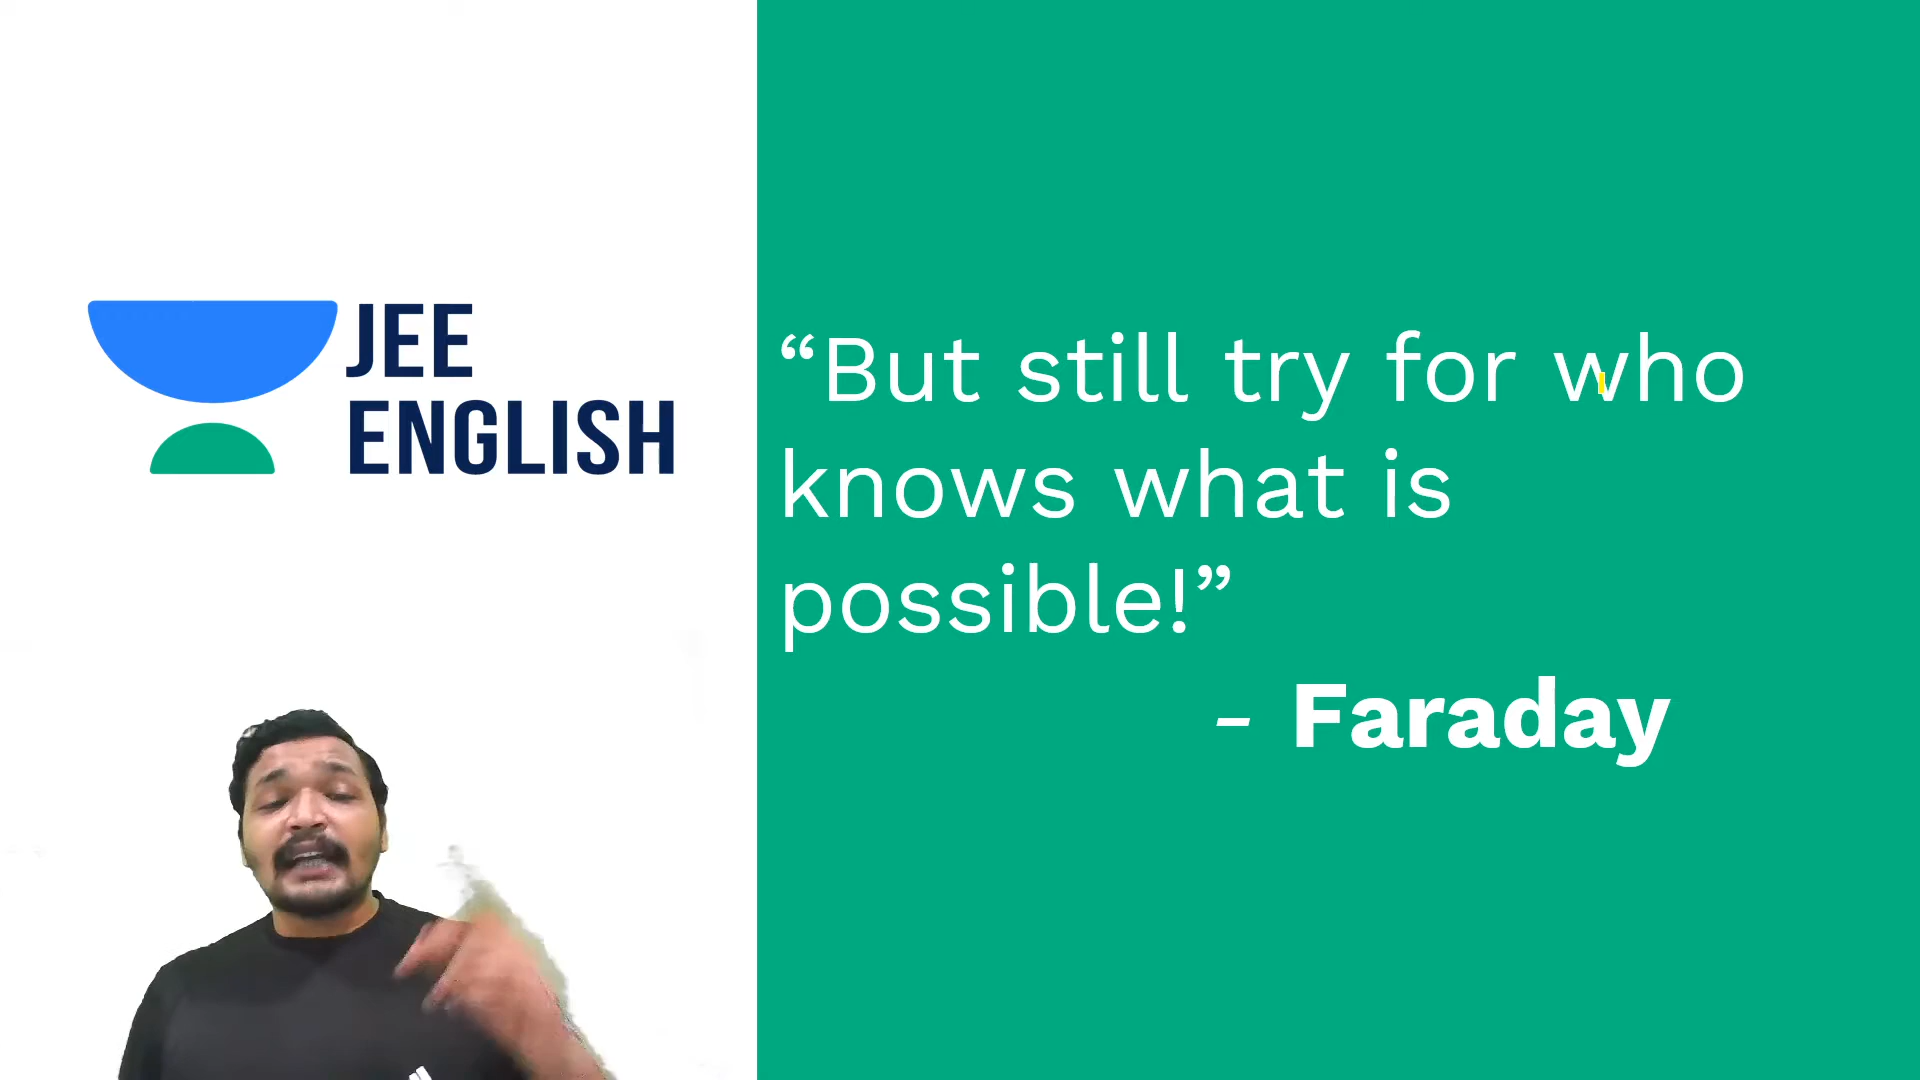 JEE
ENGLISH
“But still try for who
knows what is
possible!”
- Faraday